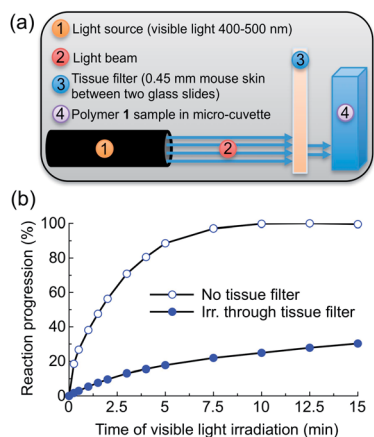 (a)
1 Light source (visible light 400-500 nm)
2 Light beam
3 Tissue filter (0.45 mm mouse skin
between two glass slides)
4 Polymer 1 sample in micro-cuvette
3
4
1
2
(b)
Reaction progression (%)
100
80
60
40
20
0
No tissue filter
Irr. through tissue filter
0 2.5 5 7.5 10 12.5 15
Time of visible light irradiation (min)